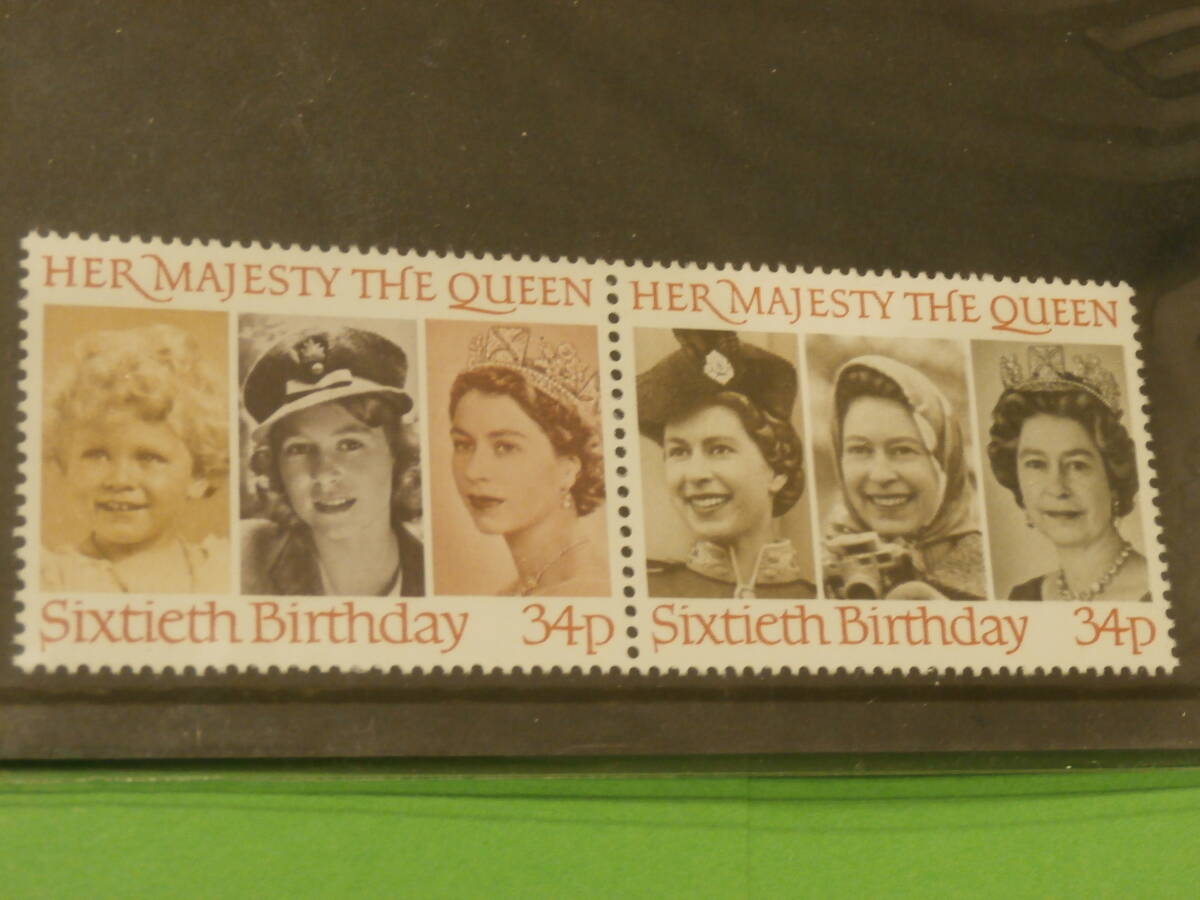 HER MAJESTY THE QUEEN
Sixtieth Birthday 34p
HER MAJESTY THE QUEEN
Sixtieth Birthday 34p